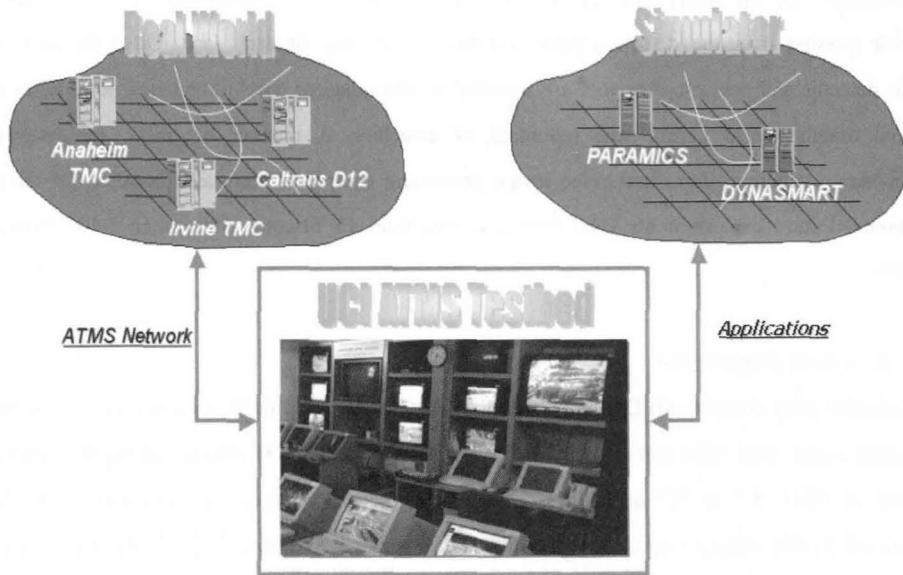 Real World
Simulator
Anaheim
TMC
Caltrans D12
Irvine TMC
PARAMICS
DYNASMART
UCI ATMS Testbed
ATMS Network
Applications